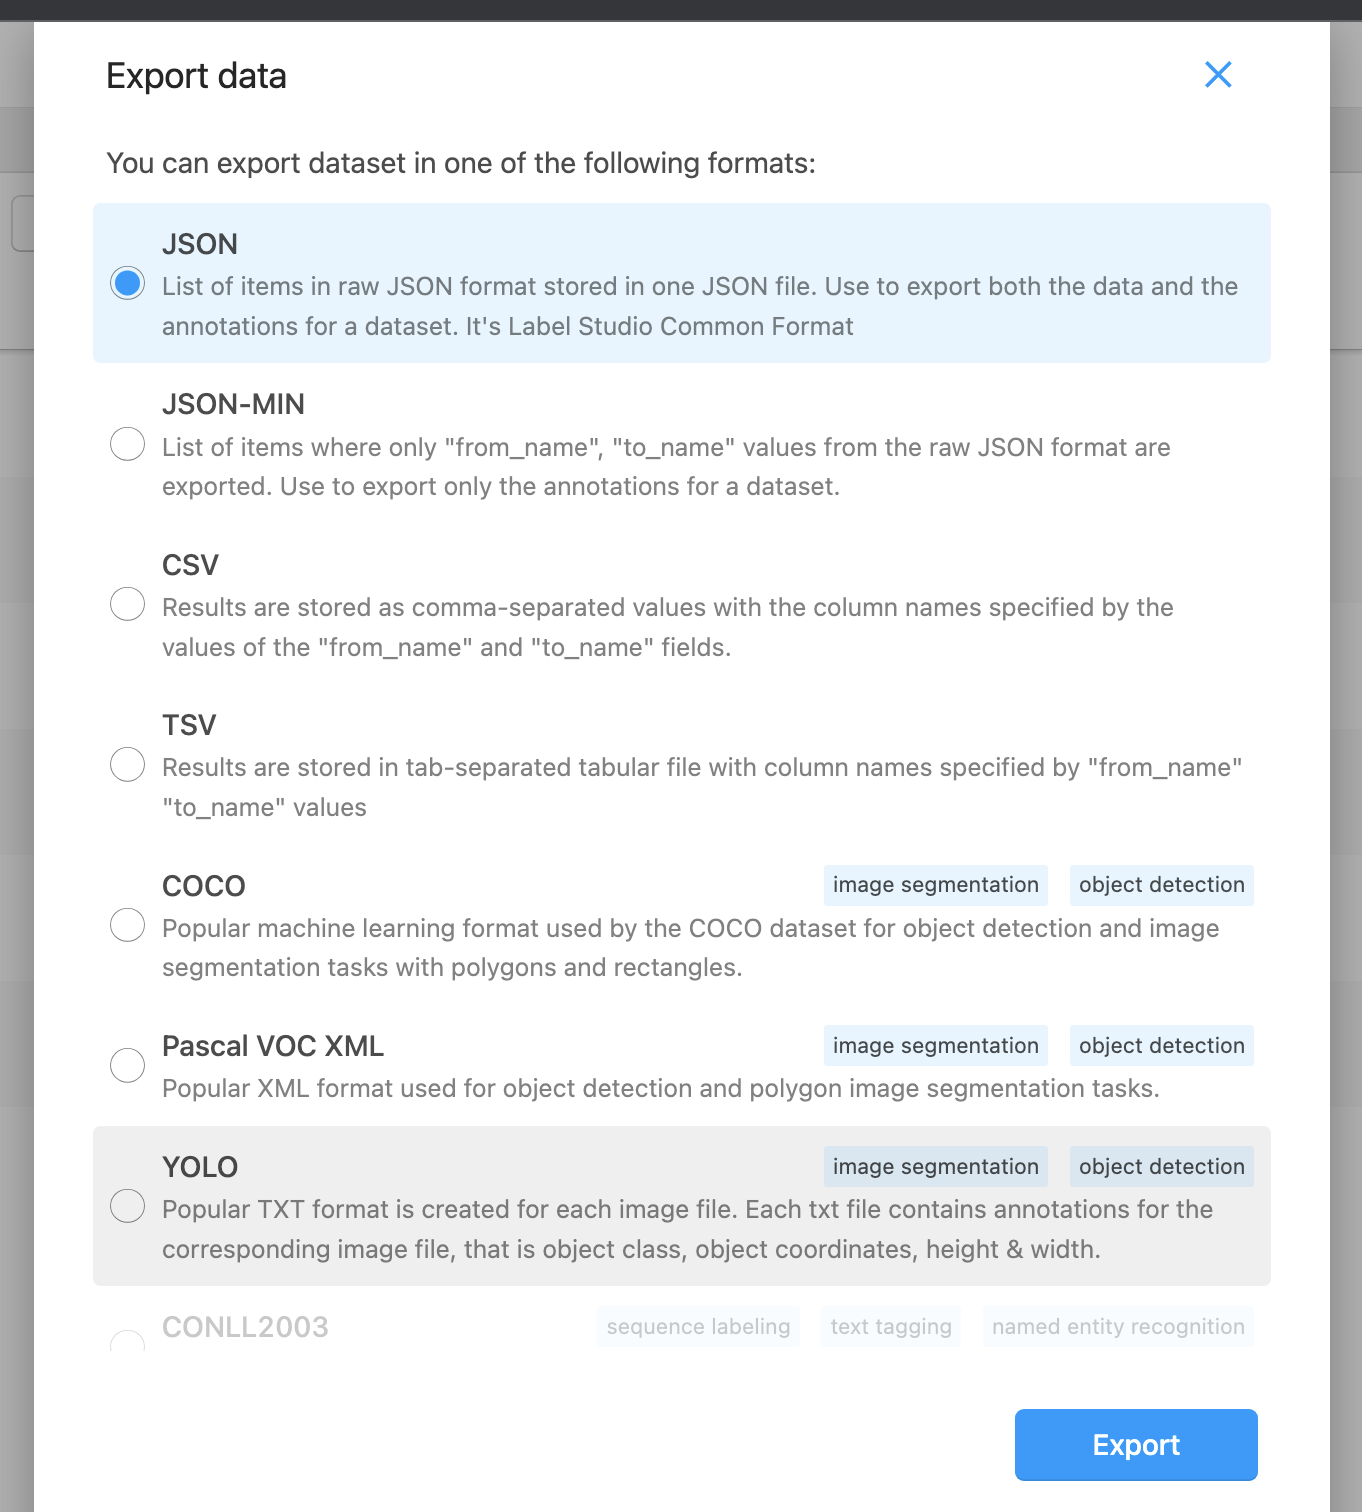 Export data
You can export dataset in one of the following formats:
JSON
List of items in raw JSON format stored in one JSON file. Use to export both the data and the
annotations for a dataset. It's Label Studio Common Format
JSON-MIN
List of items where only "from_name", "to_name" values from the raw JSON format are
exported. Use to export only the annotations for a dataset.
CSV
Results are stored as comma-separated values with the column names specified by the
values of the "from_name" and "to_name" fields.
TSV
Results are stored in tab-separated tabular file with column names specified by "from_name"
"to_name" values
COCO image segmentation object detection
Popular machine learning format used by the COCO dataset for object detection and image
segmentation tasks with polygons and rectangles.
Pascal VOC XML image segmentation object detection
Popular XML format used for object detection and polygon image segmentation tasks.
YOLO image segmentation object detection
Popular TXT format is created for each image file. Each txt file contains annotations for the
corresponding image file, that is object class, object coordinates, height & width.
CONLL2003 sequence labeling text tagging named entity recognition
Export